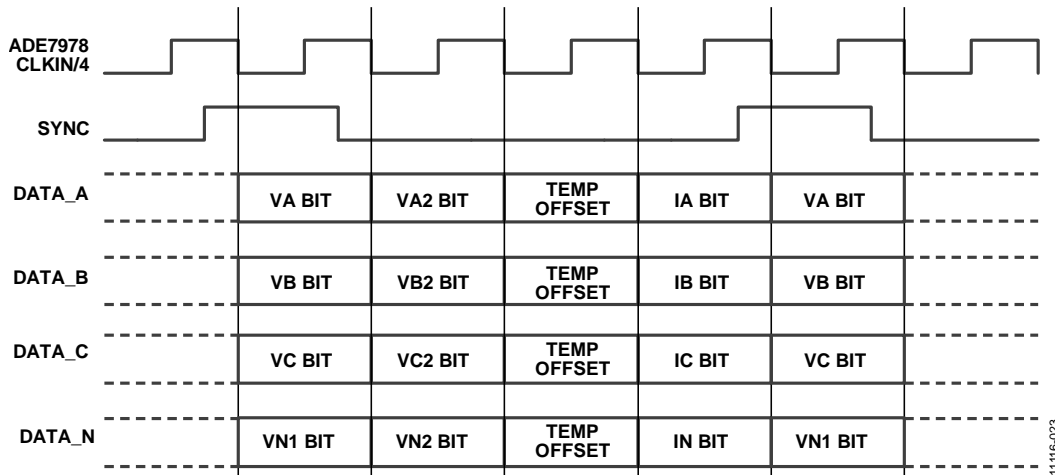 ADE7978
CLKIN/4
SYNC
DATA_A
VA BIT
VA2 BIT
TEMP
OFFSET
IA BIT
VA BIT
DATA_B
VB BIT
VB2 BIT
TEMP
OFFSET
IB BIT
VB BIT
DATA_C
VC BIT
VC2 BIT
TEMP
OFFSET
IC BIT
VC BIT
DATA_N
VN1 BIT
VN2 BIT
TEMP
OFFSET
IN BIT
VN1 BIT
11116-023